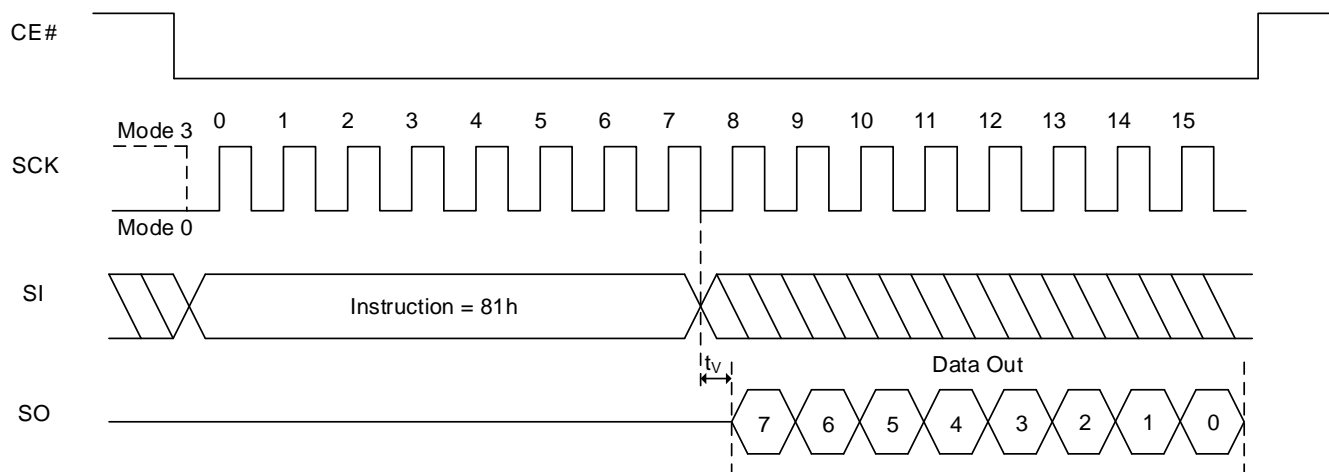 CE#
0 1 2 3 4 5 6 7 8 9 10 11 12 13 14 15
Mode 3
SCK
Mode 0
SI
Instruction = 81h
tV
Data Out
SO
7 6 5 4 3 2 1 0